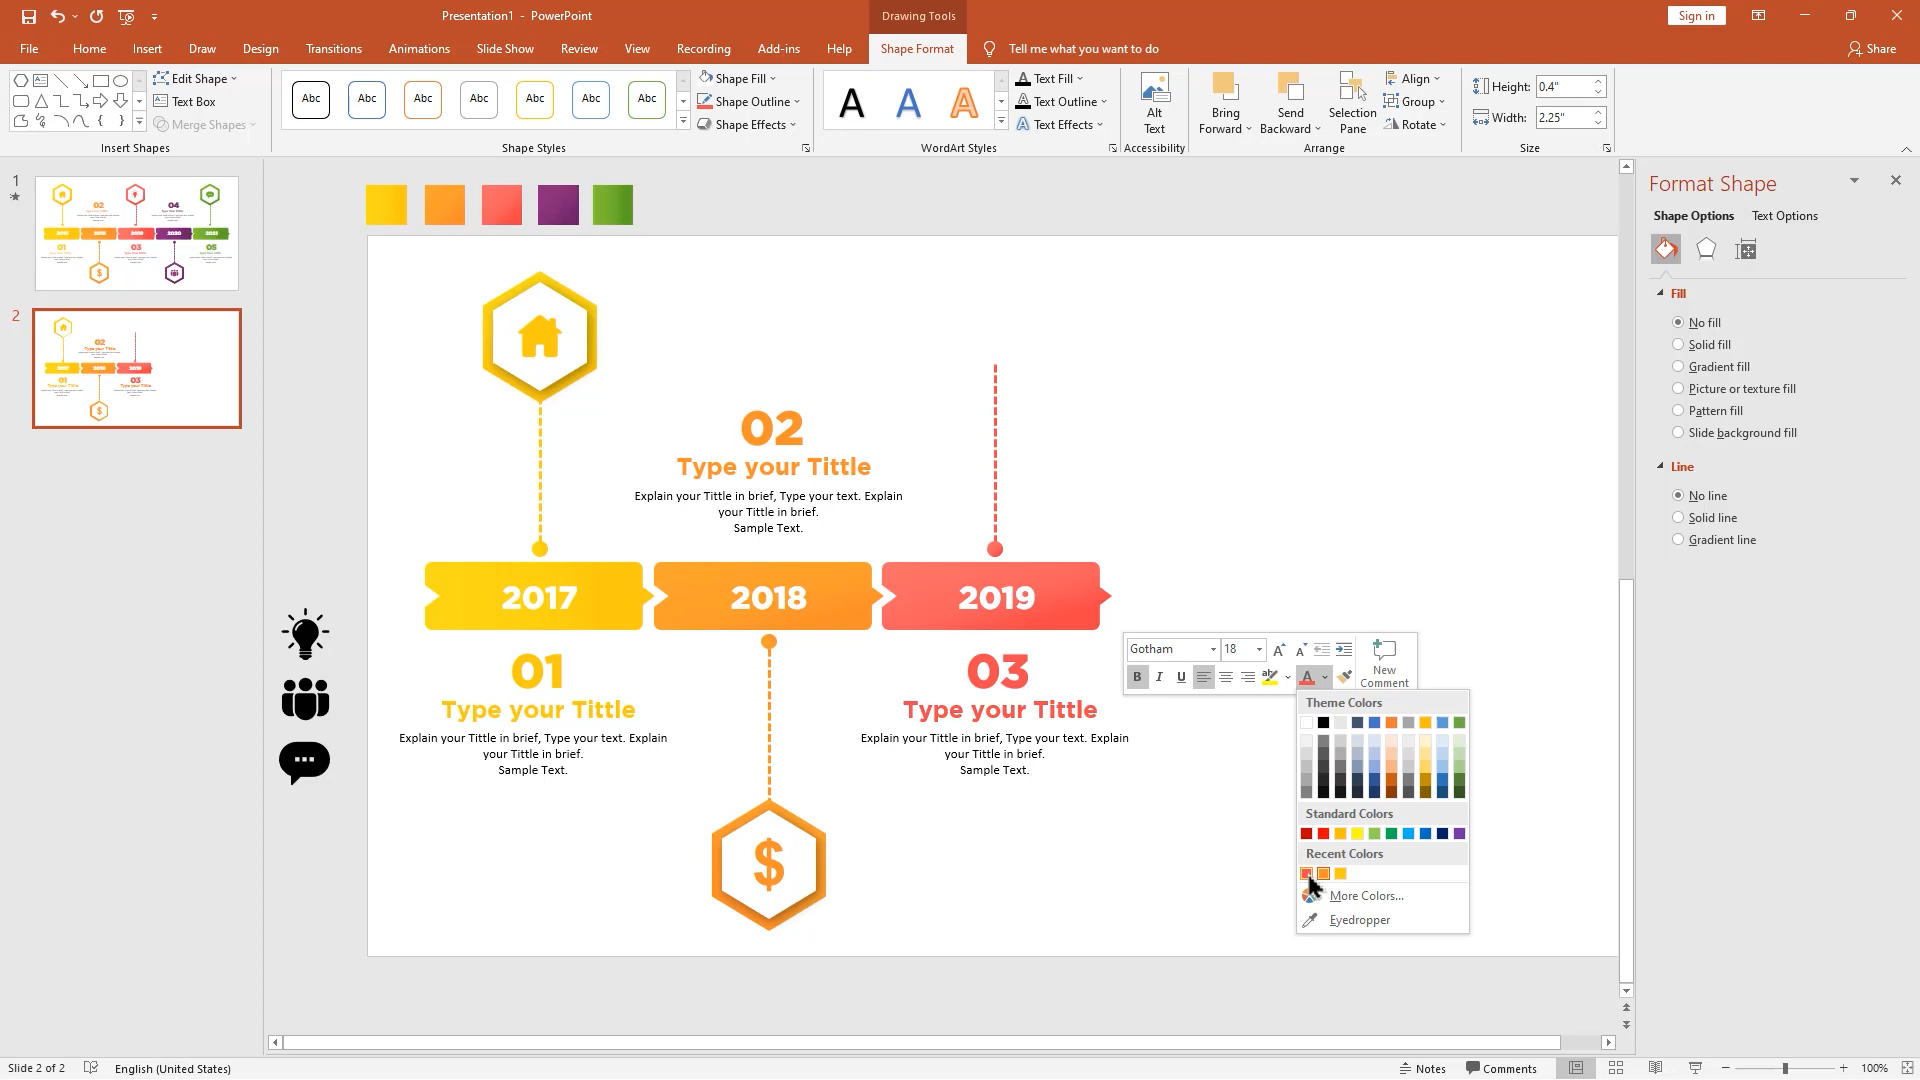 Presentation1 - PowerPoint
Drawing Tools
Sign in
File Home Insert Draw Design Transitions Animations Slide Show Review View Recording Add-ins Help Shape Format Tell me what you want to do Share
Edit Shape
Text Box
Merge Shapes
Insert Shapes
Abc Abc Abc Abc Abc Abc Abc
Shape Fill
Shape Outline
Shape Effects
Shape Styles
A A A
Text Fill
Text Outline
Text Effects
WordArt Styles
Alt
Text
Accessibility
Bring
Forward
Send
Backward
Selection
Pane
Align
Group
Rotate
Arrange
Height: 0.4"
Width: 2.25"
Size
1
2
02
Type your Tittle
Explain your Tittle in brief, Type your text. Explain
your Tittle in brief.
Sample Text.
2017 2018 2019
01
Type your Tittle
Explain your Tittle in brief, Type your text. Explain
your Tittle in brief.
Sample Text.
03
Type your Tittle
Explain your Tittle in brief, Type your text. Explain
your Tittle in brief.
Sample Text.
$
Gotham 18
B I U
New
Comment
Theme Colors
Standard Colors
Recent Colors
More Colors...
Eyedropper
Format Shape
Shape Options Text Options
Fill
No fill
Solid fill
Gradient fill
Picture or texture fill
Pattern fill
Slide background fill
Line
No line
Solid line
Gradient line
Slide 2 of 2 English (United States) Notes Comments 100%